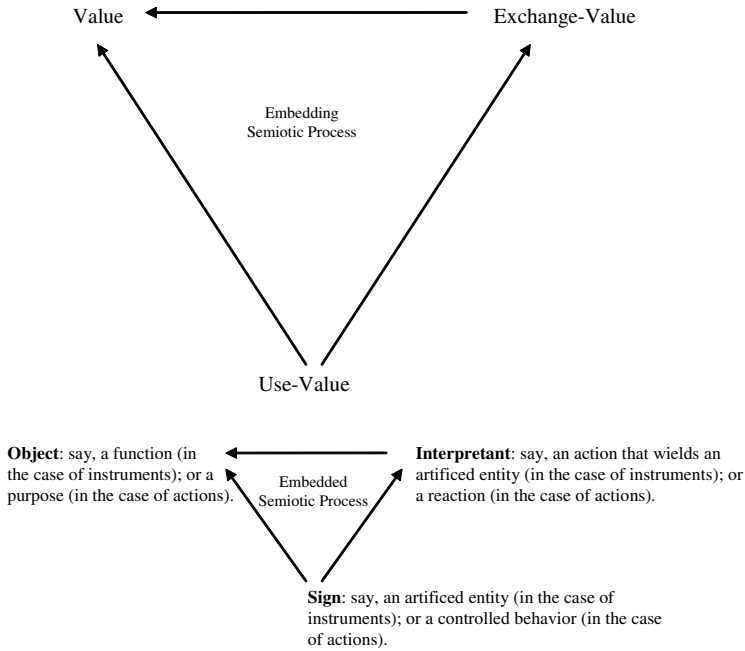 Value
Exchange-Value
Embedding
Semiotic Process
Use-Value
Object: say, a function (in
the case of instruments); or a
purpose (in the case of actions).
Embedded
Semiotic Process
Interpretant: say, an action that wields an
artificed entity (in the case of instruments); or
a reaction (in the case of actions).
Sign: say, an artificed entity (in the case of
instruments); or a controlled behavior (in the case
of actions).